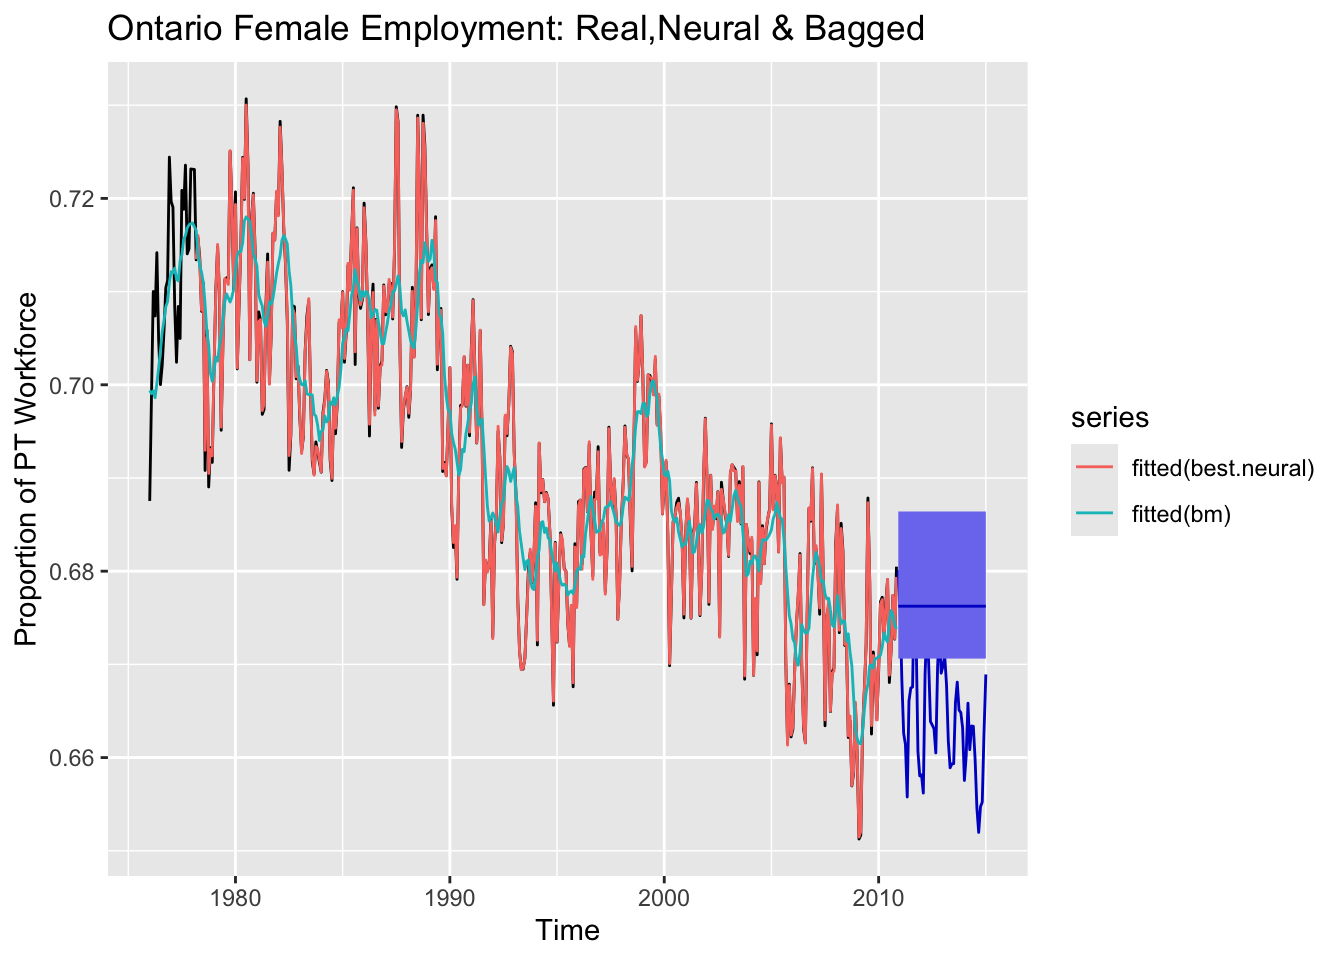 Ontario Female Employment: Real,Neural & Bagged
Proportion of PT Workforce
0.72
0.70
0.68
0.66
1980
1990
2000
2010
Time
series
fitted(best.neural)
fitted(bm)